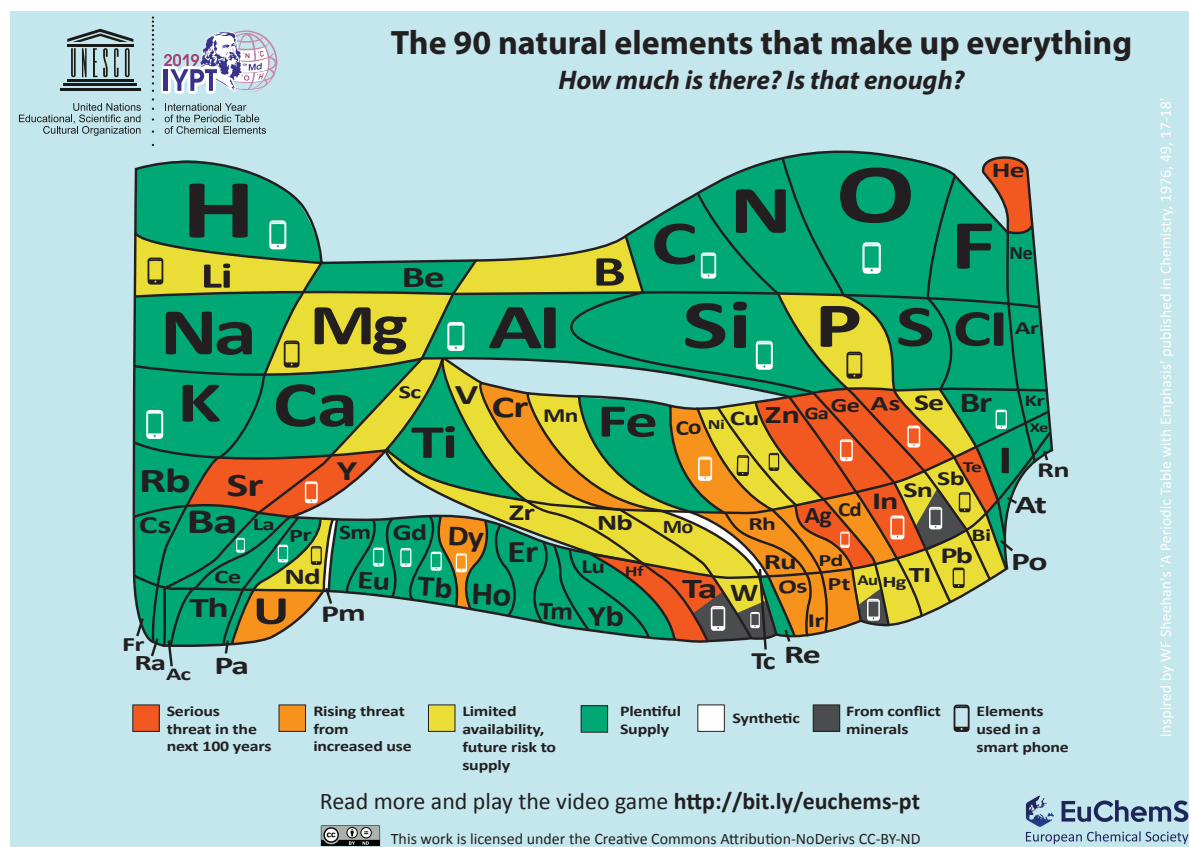 The 90 natural elements that make up everything
How much is there? Is that enough?
UNESCO
2019
IYPT
N C
Md
O H
United Nations
Educational, Scientific and
Cultural Organization
International Year
of the Periodic Table
of Chemical Elements
H
He
Li
Be
B
C
N
O
F
Ne
Na
Mg
Al
Si
P
S
Cl
Ar
K
Ca
Sc
Ti
V
Cr
Mn
Fe
Co
Ni
Cu
Zn
Ga
Ge
As
Se
Br
Kr
Rb
Sr
Y
Zr
Nb
Mo
Rh
Ru
Pd
Ag
Cd
In
Sn
Sb
Te
I
Xe
Rn
At
Po
Cs
Ba
La
Ce
Pr
Nd
Pm
Sm
Eu
Gd
Tb
Dy
Ho
Er
Tm
Yb
Lu
Hf
Ta
W
Tc
Re
Os
Ir
Pt
Au
Hg
Tl
Pb
Bi
Fr
Ra
Ac
Th
Pa
U
Serious
threat in the
next 100 years
Rising threat
from
increased use
Limited
availability,
future risk to
supply
Plentiful
Supply
Synthetic
From conflict
minerals
Elements
used in a
smart phone
Read more and play the video game http://bit.ly/euchems-pt
cc BY ND
This work is licensed under the Creative Commons Attribution-NoDerivs CC-BY-ND
EuChemS
European Chemical Society
Inspired by WF Sheehan's 'A Periodic Table with Emphasis' published in Chemistry, 1976, 49, 17-18'